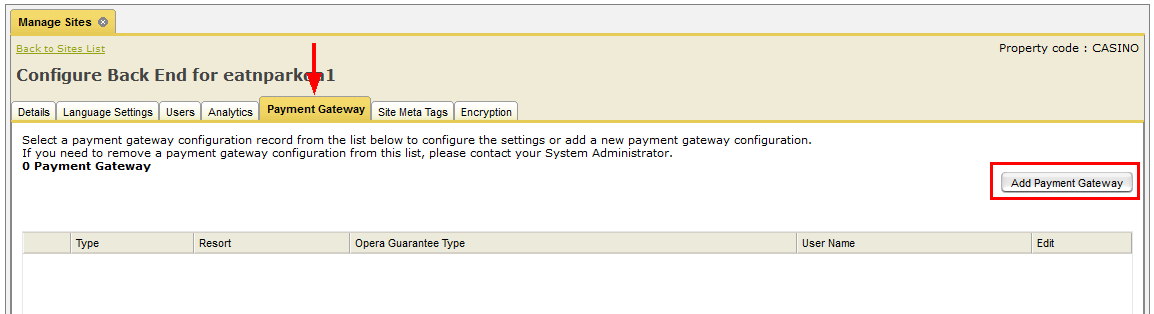 Manage Sites
Back to Sites List
Property code : CASINO
Configure Back End for eatnparkon1
Details Language Settings Users Analytics Payment Gateway Site Meta Tags Encryption
Select a payment gateway configuration record from the list below to configure the settings or add a new payment gateway configuration.
If you need to remove a payment gateway configuration from this list, please contact your System Administrator.
0 Payment Gateway
Add Payment Gateway
Type Resort Opera Guarantee Type User Name Edit